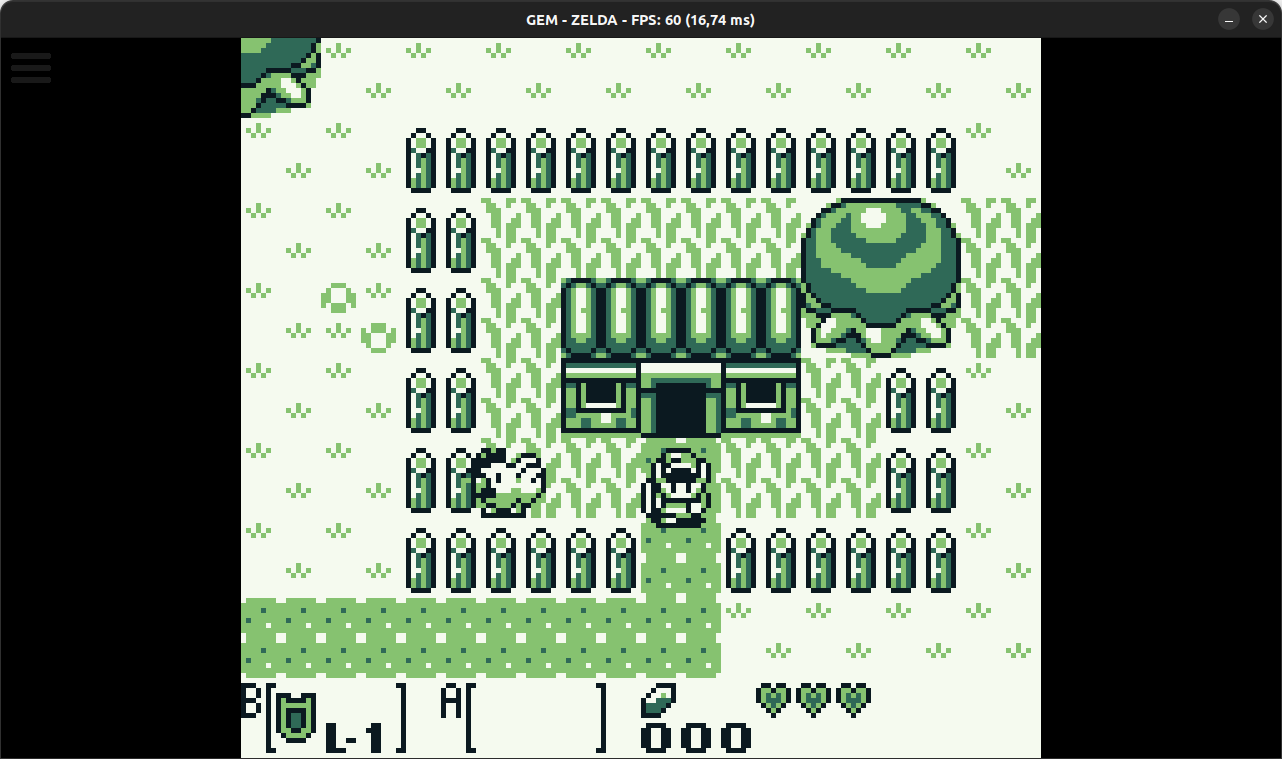 GEM - ZELDA - FPS: 60 (16,74 ms)
B[ L-1 ] A[ ] 000